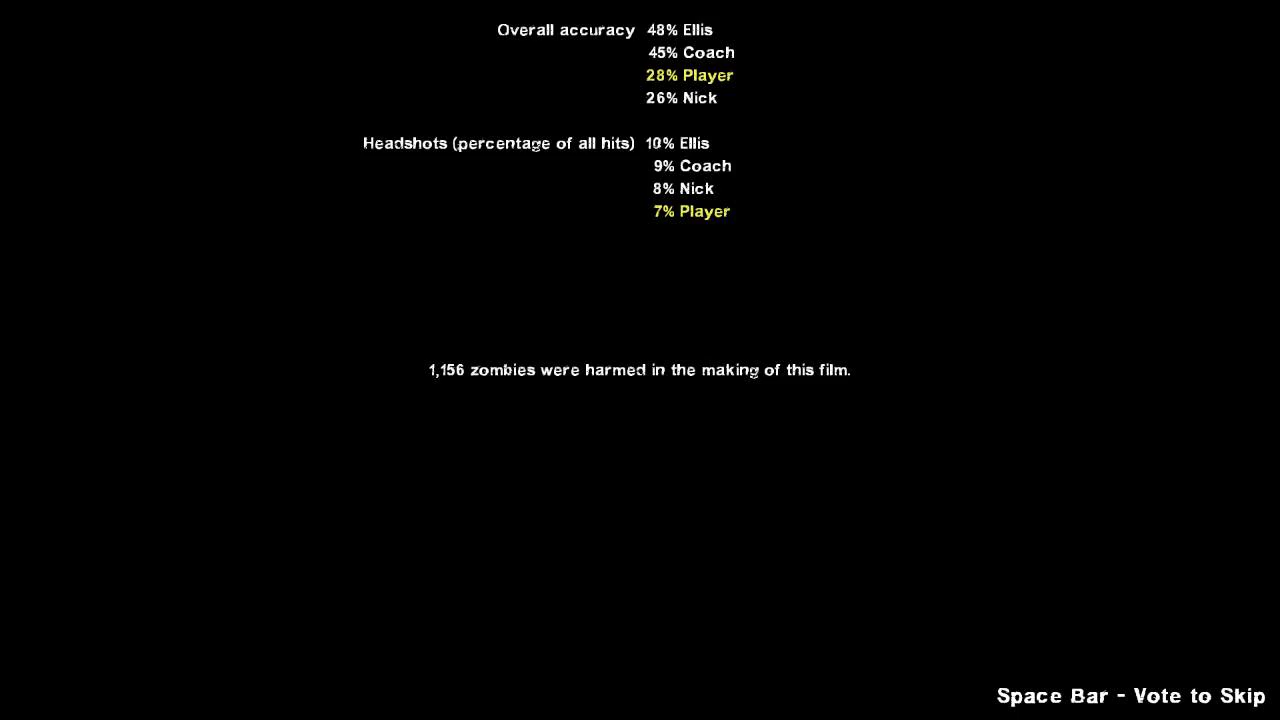 Overall accuracy 48% Ellis
45% Coach
28% Player
26% Nick
Headshots (percentage of all hits) 10% Ellis
9% Coach
8% Nick
7% Player
1,156 zombies were harmed in the making of this film.
Space Bar - Vote to Skip